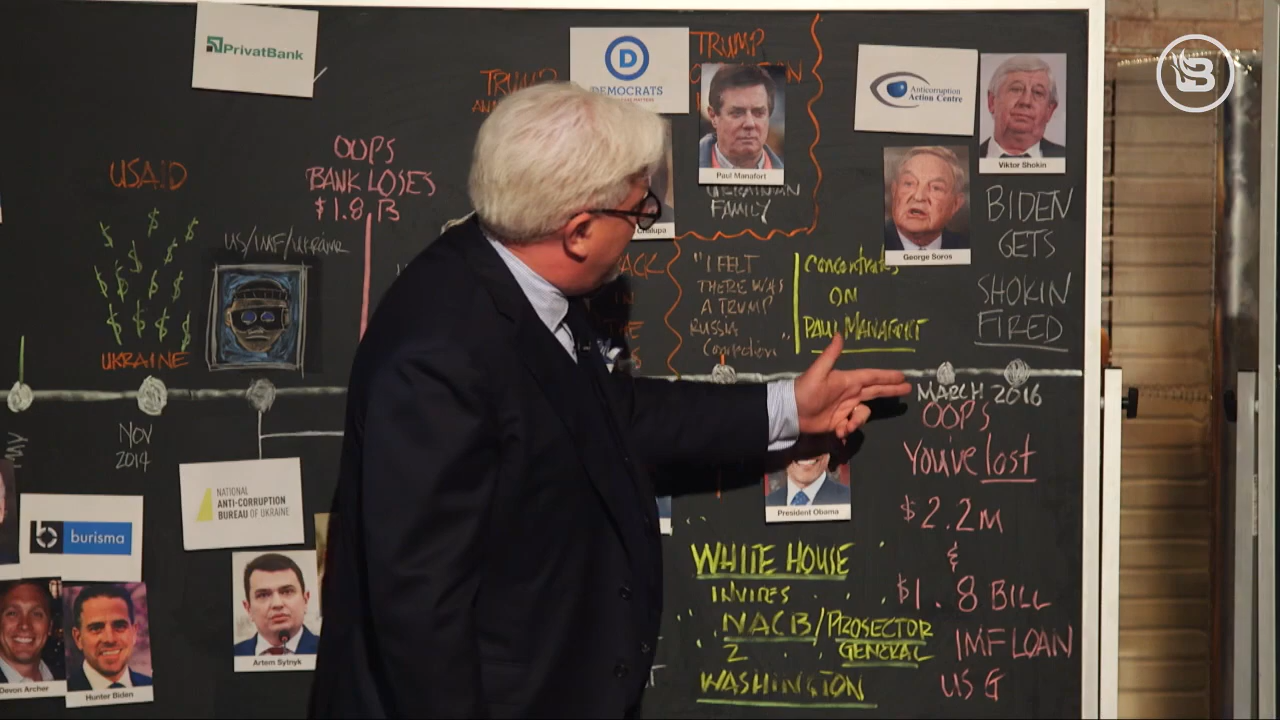 PrivatBank
USAID
UKRAINE
OOPS
BANK LOSES
$1.8 B
US/IMF/Ukraine
NOV
2014
burisma
Devon Archer
Hunter Biden
NATIONAL
ANTI-CORRUPTION
BUREAU OF UKRAINE
Artem Sytnyk
TRUMP
D
DEMOCRATS
TRUMP
Paul Manafort
UKRAINIAN
FAMILY
Chalupa
"I FELT
THERE WAS
A TRUMP
RUSSIA
Connection"
Concentrates
ON
PAUL MANAFORT
Anticorruption
Action Centre
Viktor Shokin
George Soros
BIDEN
GETS
SHOKIN
FIRED
MARCH 2016
OOPS
You've lost
$2.2M
&
$1.8 BILL
IMF LOAN
US G
President Obama
WHITE HOUSE
INVIRES
NACB/PROSECTOR
2 GENERAL
WASHINGTON
B